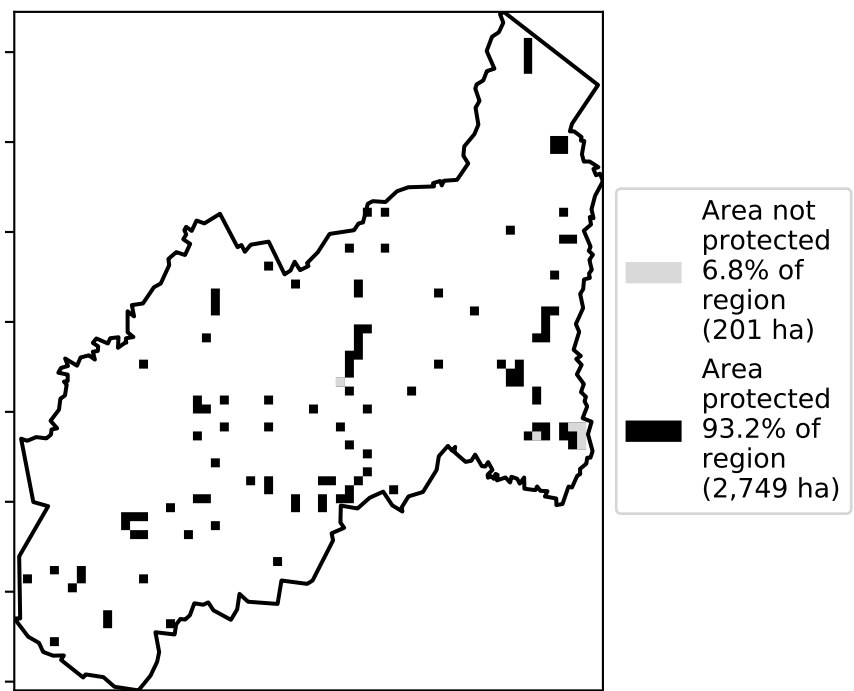 Area not
protected
6.8% of
region
(201 ha)
Area
protected
93.2% of
region
(2,749 ha)